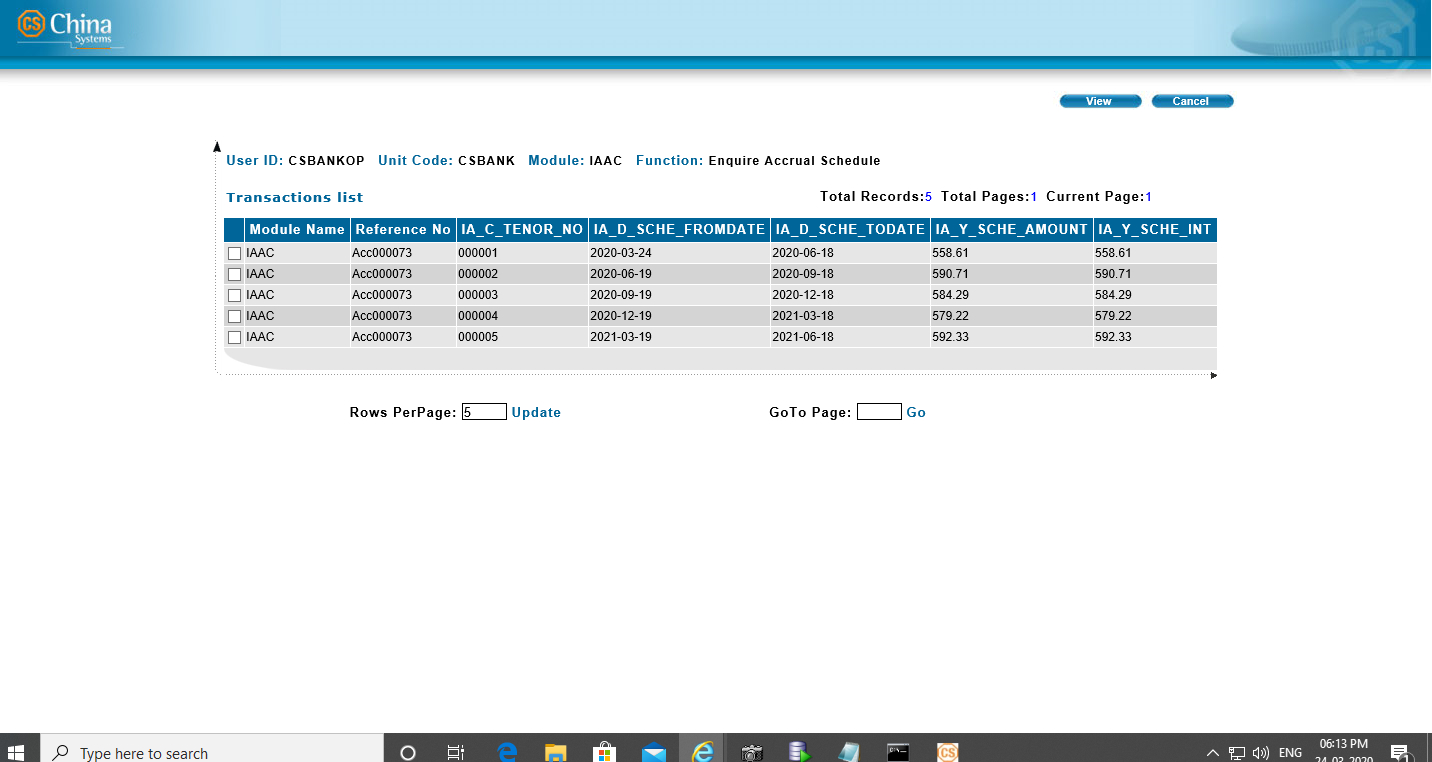 CS China
Systems
CS
View Cancel
User ID: CSBANKOP Unit Code: CSBANK Module: IAAC Function: Enquire Accrual Schedule
Transactions list Total Records:5 Total Pages:1 Current Page:1
Module Name Reference No IA_C_TENOR_NO IA_D_SCHE_FROMDATE IA_D_SCHE_TODATE IA_Y_SCHE_AMOUNT IA_Y_SCHE_INT
IAAC Acc000073 000001 2020-03-24 2020-06-18 558.61 558.61
IAAC Acc000073 000002 2020-06-19 2020-09-18 590.71 590.71
IAAC Acc000073 000003 2020-09-19 2020-12-18 584.29 584.29
IAAC Acc000073 000004 2020-12-19 2021-03-18 579.22 579.22
IAAC Acc000073 000005 2021-03-19 2021-06-18 592.33 592.33
Rows PerPage: 5 Update GoTo Page: Go
Type here to search CS ENG 06:13 PM
24-03-2020 1